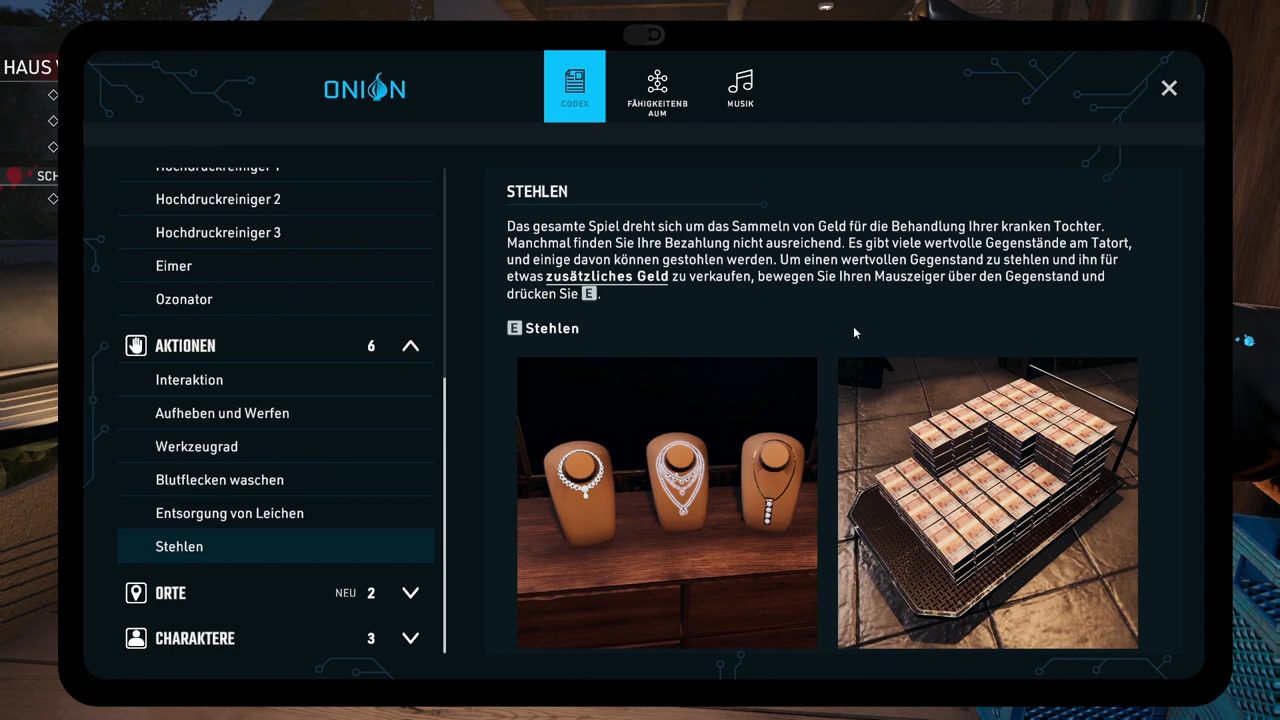 HAUS
SCH
ONION
CODEX
FÄHIGKEITENB
AUM
MUSIK
Hochdruckreiniger 1
Hochdruckreiniger 2
Hochdruckreiniger 3
Eimer
Ozonator
AKTIONEN 6
Interaktion
Aufheben und Werfen
Werkzeugrad
Blutflecken waschen
Entsorgung von Leichen
Stehlen
ORTE NEU 2
CHARAKTERE 3
STEHLEN
Das gesamte Spiel dreht sich um das Sammeln von Geld für die Behandlung Ihrer kranken Tochter.
Manchmal finden Sie Ihre Bezahlung nicht ausreichend. Es gibt viele wertvolle Gegenstände am Tatort,
und einige davon können gestohlen werden. Um einen wertvollen Gegenstand zu stehlen und ihn für
etwas zusätzliches Geld zu verkaufen, bewegen Sie Ihren Mauszeiger über den Gegenstand und
drücken Sie E.
E Stehlen